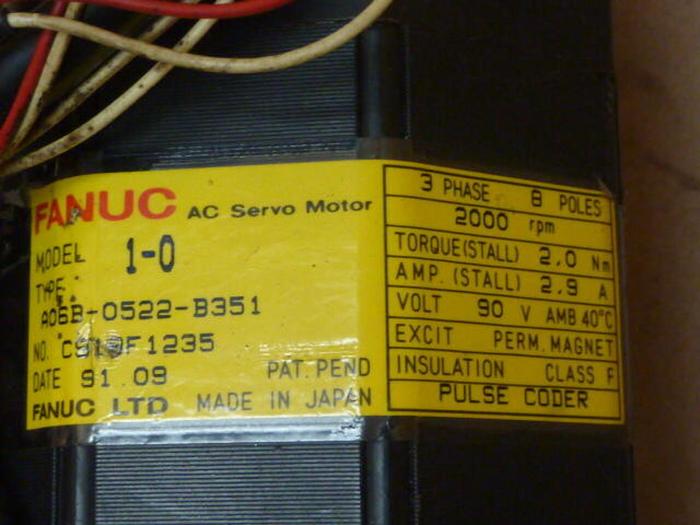 FANUC AC Servo Motor
MODEL 1-0
TYPE
A06B-0522-B351
NO.
DATE 91.09 PAT. PEND
FANUC LTD MADE IN JAPAN
3 PHASE 8 POLES
2000 rpm
TORQUE(STALL) 2.0 Nm
AMP. (STALL) 2.9 A
VOLT 90 V AMB 40°C
EXCIT PERM. MAGNET
INSULATION CLASS F
PULSE CODER